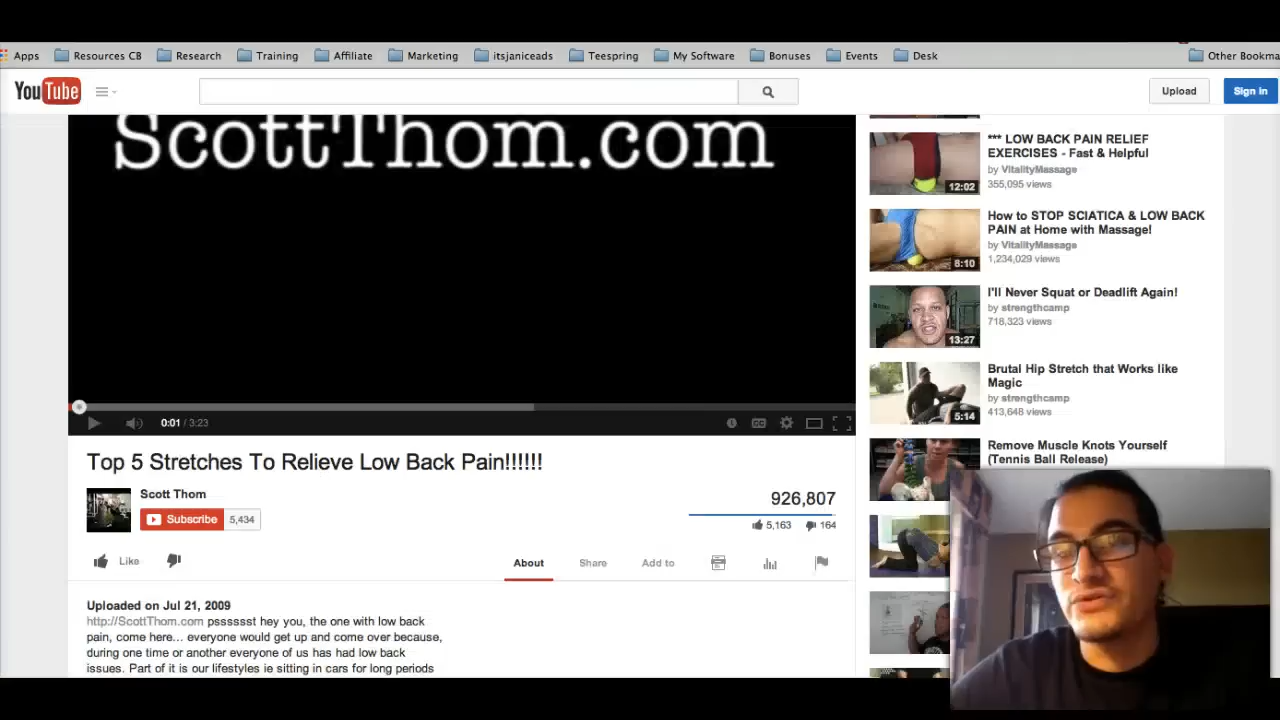 Apps
Resources CB
Research
Training
Affiliate
Marketing
itsjaniceads
Teespring
My Software
Bonuses
Events
Desk
Other Bookma
YouTube
Upload
Sign in
ScottThom.com
0:01 / 3:23
CC
Top 5 Stretches To Relieve Low Back Pain!!!!!!
Scott Thom
Subscribe
5,434
926,807
5,163
164
Like
About
Share
Add to
Uploaded on Jul 21, 2009
http://ScottThom.com psssssst hey you, the one with low back
pain, come here... everyone would get up and come over because,
during one time or another everyone of us has had low back
issues. Part of it is our lifestyles ie sitting in cars for long periods
*** LOW BACK PAIN RELIEF
EXERCISES - Fast & Helpful
by VitalityMassage
355,095 views
12:02
How to STOP SCIATICA & LOW BACK
PAIN at Home with Massage!
by VitalityMassage
1,234,029 views
8:10
I'll Never Squat or Deadlift Again!
by strengthcamp
718,323 views
13:27
Brutal Hip Stretch that Works like
Magic
by strengthcamp
413,648 views
5:14
Remove Muscle Knots Yourself
(Tennis Ball Release)